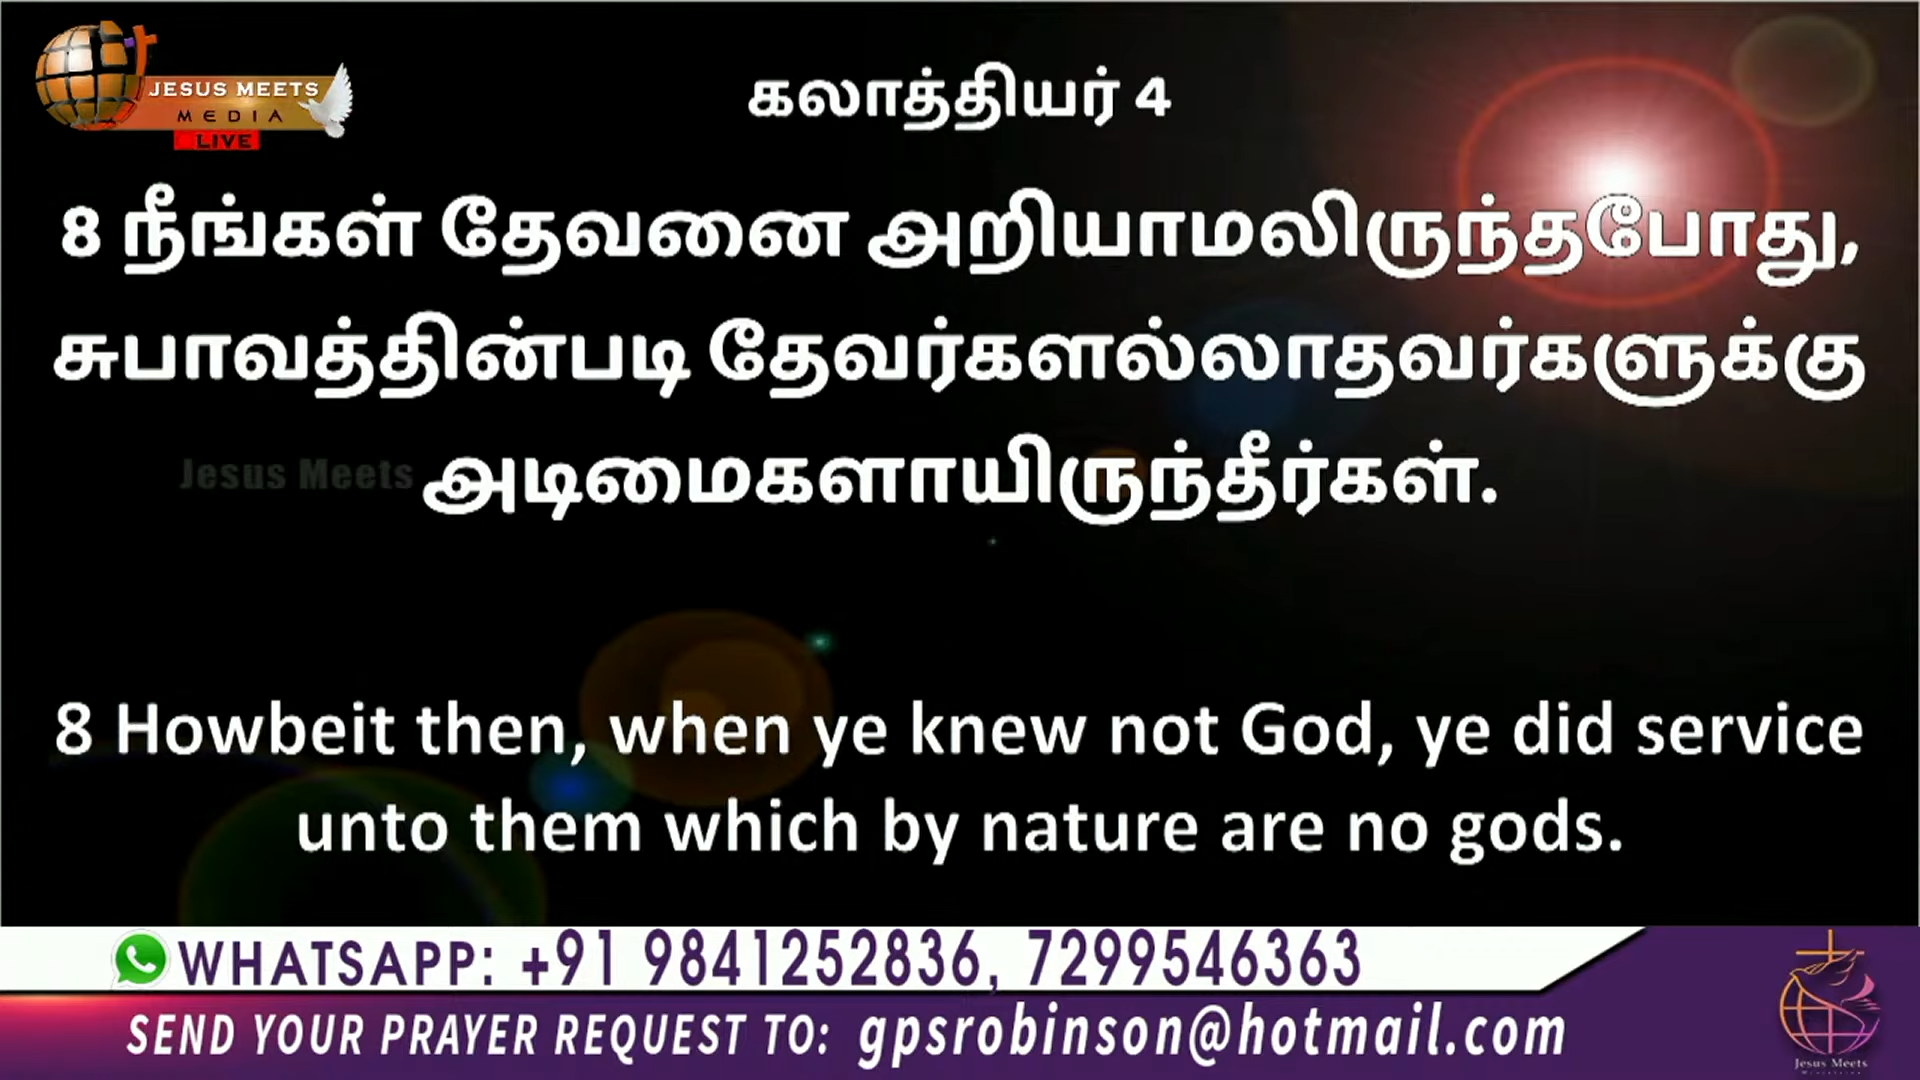 JESUS MEETS
MEDIA
LIVE
கலாத்தியர் 4
8 நீங்கள் தேவனை அறியாமலிருந்தபோது,
சுபாவத்தின்படி தேவர்களல்லாதவர்களுக்கு
Jesus Meets
அடிமைகளாயிருந்தீர்கள்.
8 Howbeit then, when ye knew not God, ye did service
unto them which by nature are no gods.
WHATSAPP: +91 9841252836, 7299546363
SEND YOUR PRAYER REQUEST TO: gpsrobinson@hotmail.com
Jesus Meets